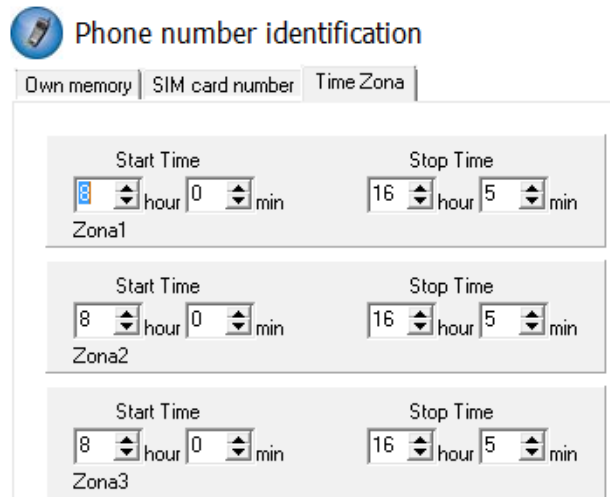 Phone number identification
Own memory SIM card number Time Zona
Start Time Stop Time
8 hour 0 min 16 hour 5 min
Zona1
Start Time Stop Time
8 hour 0 min 16 hour 5 min
Zona2
Start Time Stop Time
8 hour 0 min 16 hour 5 min
Zona3